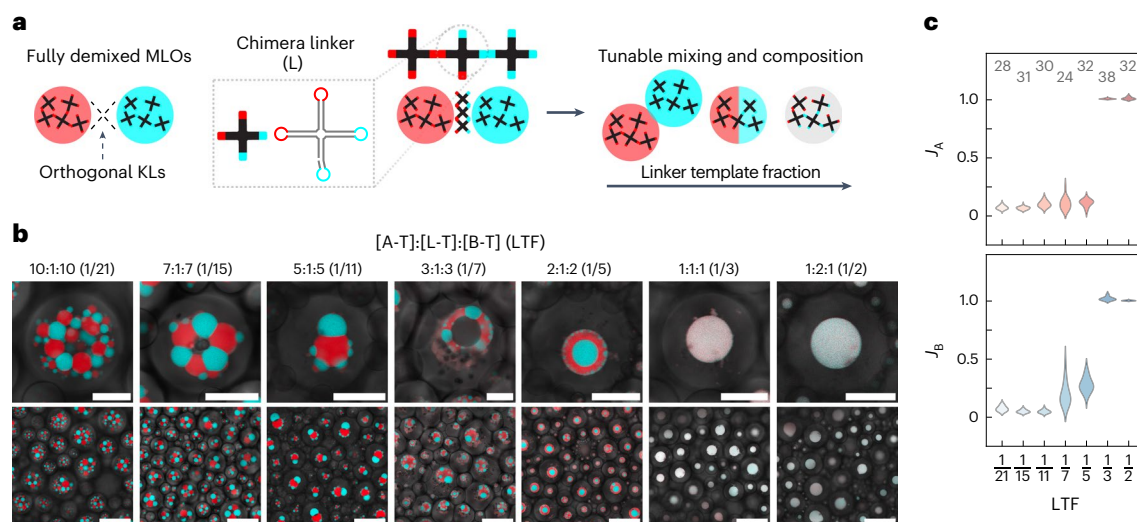 a
Fully demixed MLOs
Orthogonal KLs
Chimera linker
(L)
Tunable mixing and composition
Linker template fraction
b
[A-T]:[L-T]:[B-T] (LTF)
10:1:10 (1/21)
7:1:7 (1/15)
5:1:5 (1/11)
3:1:3 (1/7)
2:1:2 (1/5)
1:11:1 (1/3)
1:2:1 (1/2)
c
28 31 30 24 32 38 32
1.0
0.5
0
JA
1.0
0.5
0
JB
1/21 1/15 1/11 1/7 1/5 1/3 1/2
LTF